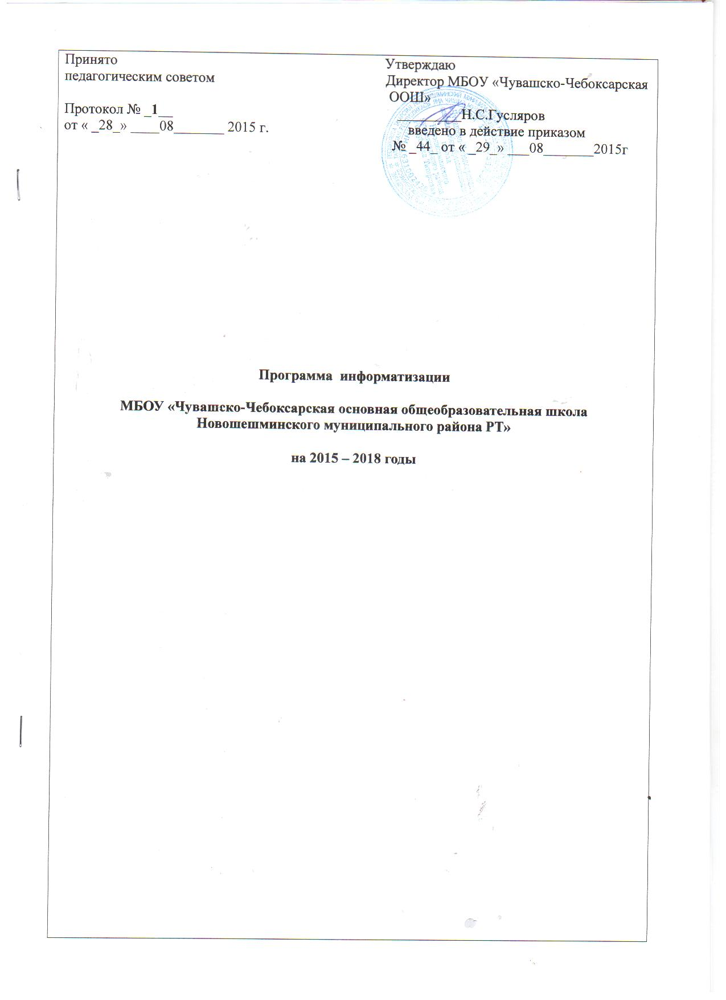 Принято
педагогическим советом
Протокол № _1__
от « _28_» ____08_______ 2015 г.
Утверждаю
Директор МБОУ «Чувашско-Чебоксарская
ООШ»
_________Н.С.Гусляров
введено в действие приказом
№ _44_ от « _29_» ___08_______2015г
Программа информатизации
МБОУ «Чувашско-Чебоксарская основная общеобразовательная школа
Новошешминского муниципального района РТ»
на 2015 – 2018 годы